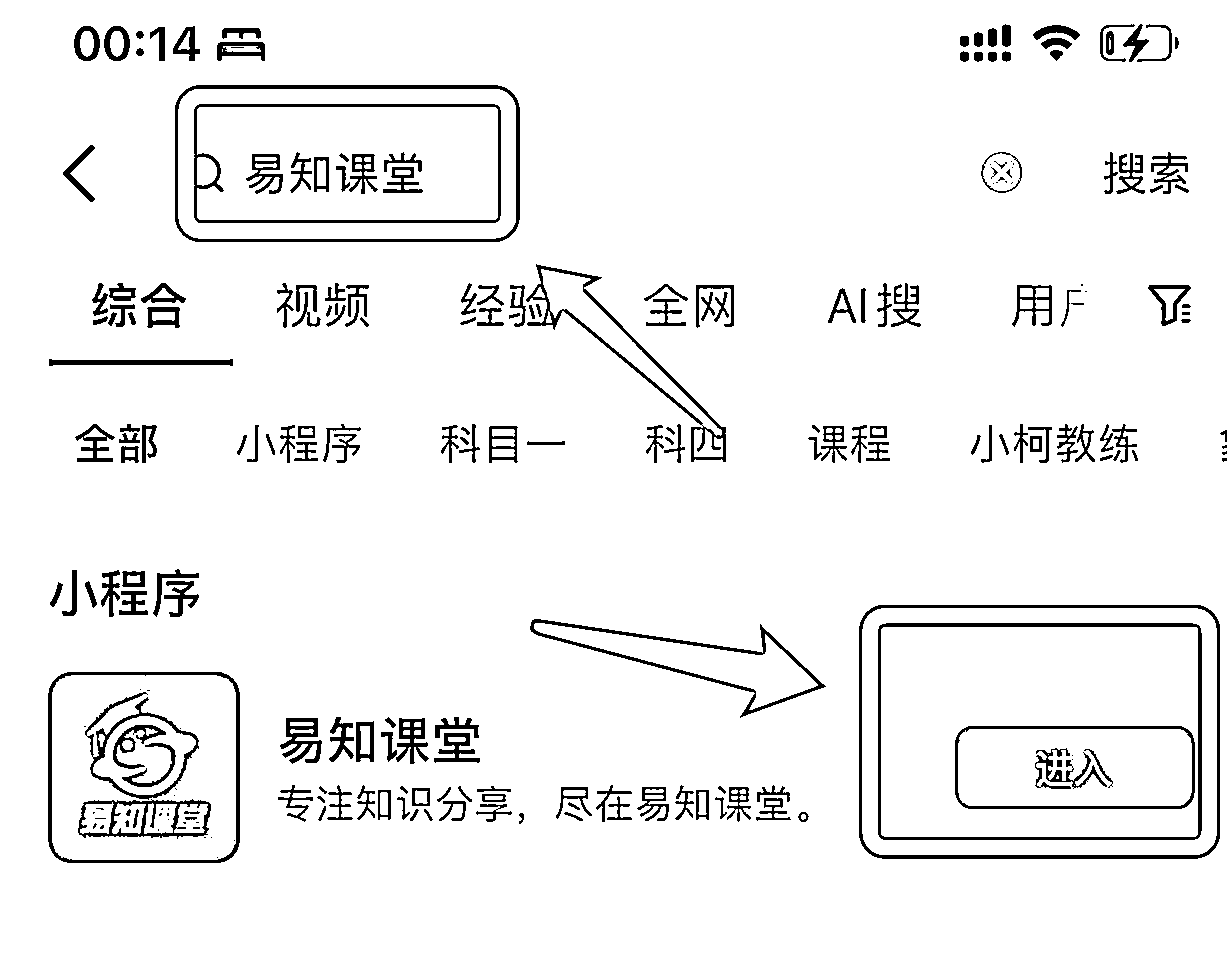 00:14
易知课堂 搜索
综合 视频 经验 全网 AI搜 用户
全部 小程序 科目一 科四 课程 小柯教练
小程序
易知课堂
专注知识分享，尽在易知课堂。
易知课堂
进入